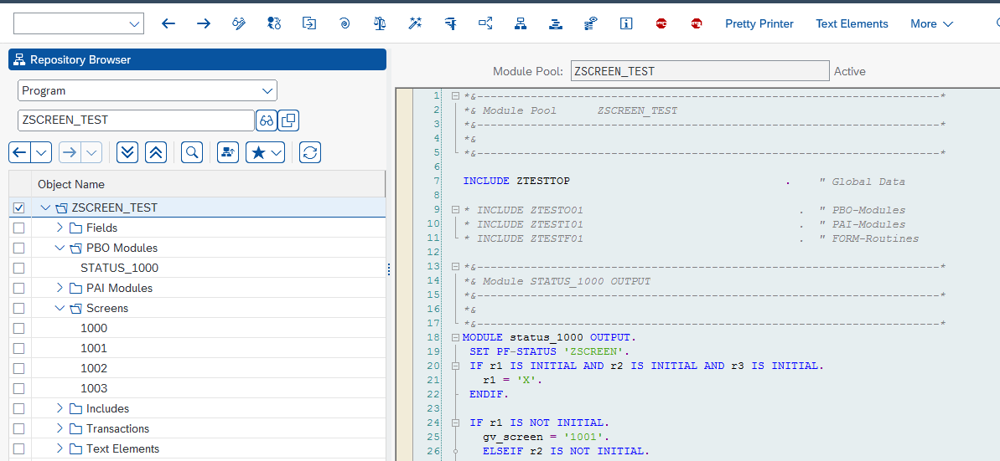 Pretty Printer Text Elements More
Repository Browser
Program
ZSCREEN_TEST
Object Name
ZSCREEN_TEST
Fields
PBO Modules
STATUS_1000
PAI Modules
Screens
1000
1001
1002
1003
Includes
Transactions
Text Elements
Module Pool: ZSCREEN_TEST Active
1 *&---------------------------------------------------------------------*
2 *& Module Pool      ZSCREEN_TEST
3 *&---------------------------------------------------------------------*
4 *&
5 *&---------------------------------------------------------------------*
6
7 INCLUDE ZTESTTOP                                .    " Global Data
8
9 * INCLUDE ZTESTO01                                .  " PBO-Modules
10 * INCLUDE ZTESTI01                                .  " PAI-Modules
11 * INCLUDE ZTESTF01                                .  " FORM-Routines
12
13 *&---------------------------------------------------------------------*
14 *& Module STATUS_1000 OUTPUT
15 *&---------------------------------------------------------------------*
16 *&
17 *&---------------------------------------------------------------------*
18 MODULE status_1000 OUTPUT.
19  SET PF-STATUS 'ZSCREEN'.
20  IF r1 IS INITIAL AND r2 IS INITIAL AND r3 IS INITIAL.
21    r1 = 'X'.
22  ENDIF.
23
24  IF r1 IS NOT INITIAL.
25    gv_screen = '1001'.
26    ELSEIF r2 IS NOT INITIAL.